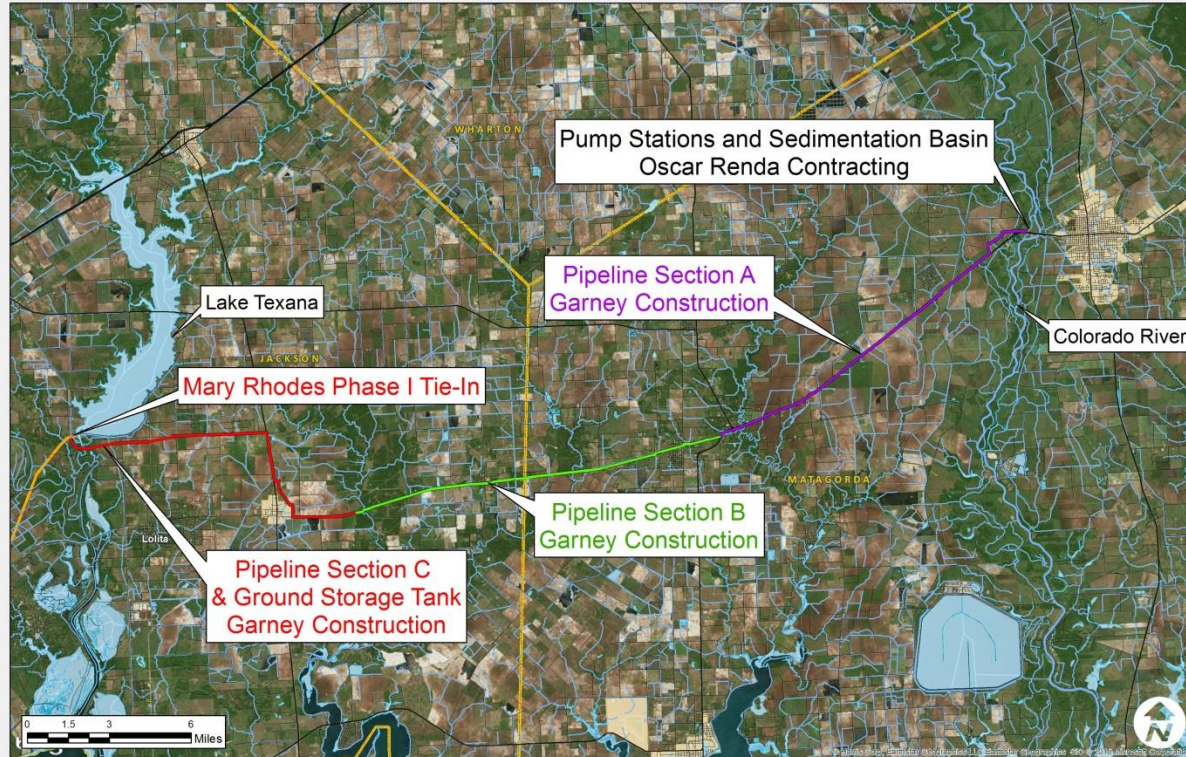 WHARTON
Pump Stations and Sedimentation Basin
Oscar Renda Contracting
Pipeline Section A
Garney Construction
Lake Texana
Colorado River
JACKSON
Mary Rhodes Phase I Tie-In
MATAGORDA
Pipeline Section B
Garney Construction
Lolita
Pipeline Section C
& Ground Storage Tank
Garney Construction
0 1.5 3 6
Miles
N
Earthstar Geographics